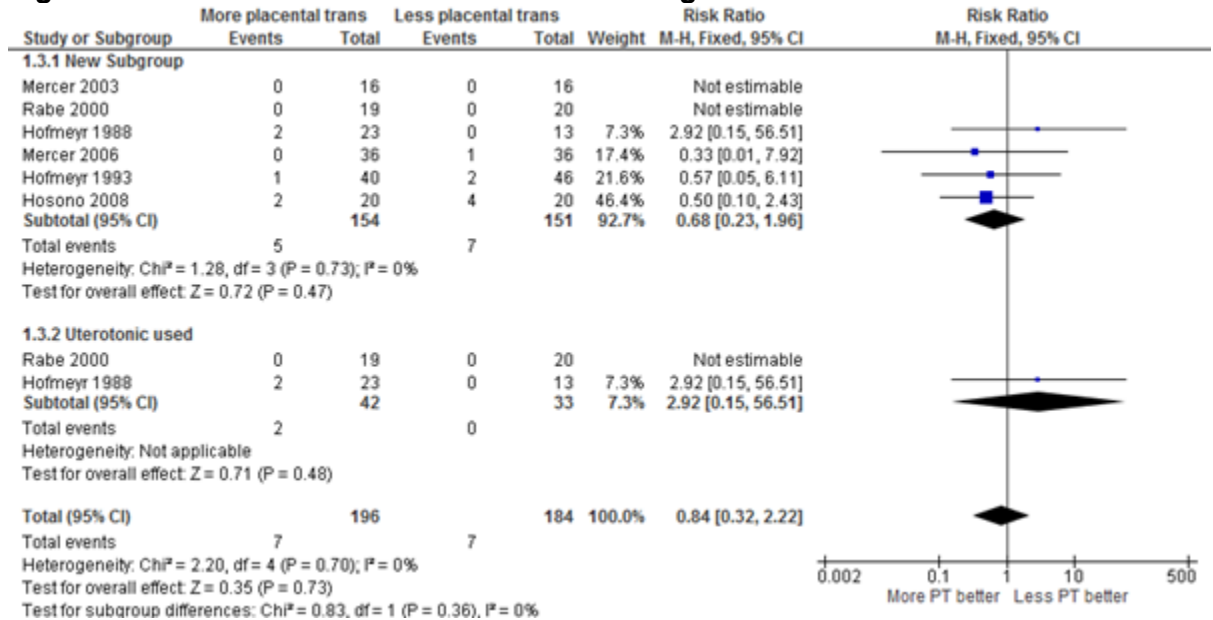 More placental trans Less placental trans Risk Ratio Risk Ratio
Study or Subgroup Events Total Events Total Weight M-H, Fixed, 95% CI M-H, Fixed, 95% CI
1.3.1 New Subgroup
Mercer 2003 0 16 0 16 Not estimable
Rabe 2000 0 19 0 20 Not estimable
Hofmeyr 1988 2 23 0 13 7.3% 2.92 [0.15, 56.51]
Mercer 2006 0 36 1 36 17.4% 0.33 [0.01, 7.92]
Hofmeyr 1993 1 40 2 46 21.6% 0.57 [0.05, 6.11]
Hosono 2008 2 20 4 20 46.4% 0.50 [0.10, 2.43]
Subtotal (95% CI) 154 151 92.7% 0.68 [0.23, 1.96]
Total events 5 7
Heterogeneity: Chi² = 1.28, df = 3 (P = 0.73); I² = 0%
Test for overall effect: Z = 0.72 (P = 0.47)
1.3.2 Uterotonic used
Rabe 2000 0 19 0 20 Not estimable
Hofmeyr 1988 2 23 0 13 7.3% 2.92 [0.15, 56.51]
Subtotal (95% CI) 42 33 7.3% 2.92 [0.15, 56.51]
Total events 2 0
Heterogeneity: Not applicable
Test for overall effect: Z = 0.71 (P = 0.48)
Total (95% CI) 196 184 100.0% 0.84 [0.32, 2.22]
Total events 7 7
Heterogeneity: Chi² = 2.20, df = 4 (P = 0.70); I² = 0%
Test for overall effect: Z = 0.35 (P = 0.73)
Test for subgroup differences: Chi² = 0.83, df = 1 (P = 0.36), I² = 0%
0.002 0.1 1 10 500
More PT better Less PT better